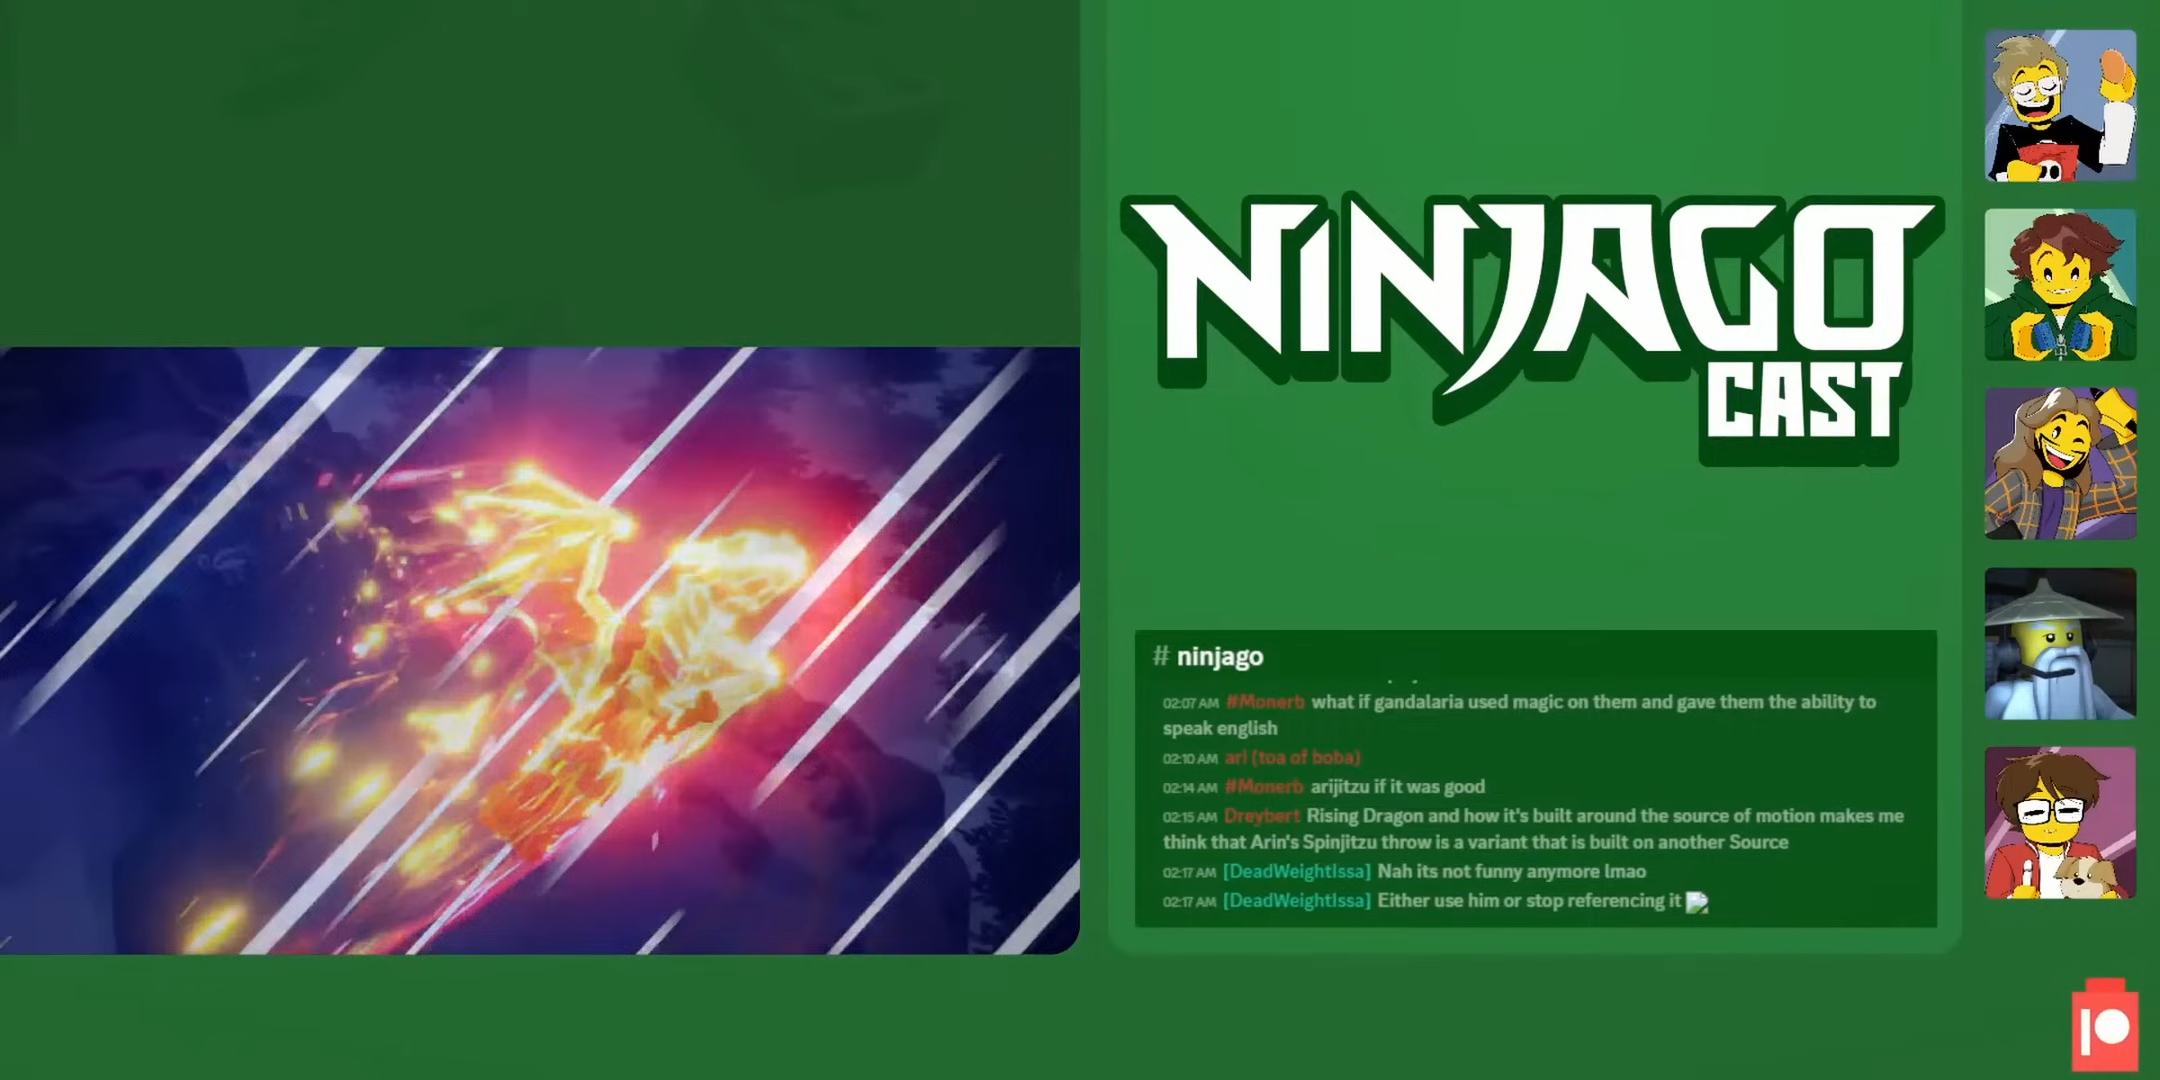 NINJAGO
CAST
# ninjago
02:07 AM #Monerb what if gandalaria used magic on them and gave them the ability to
speak english
02:10 AM ari (toa of boba)
02:14 AM #Monerb arijitzu if it was good
02:15 AM Dreybert Rising Dragon and how it's built around the source of motion makes me
think that Arin's Spinjitzu throw is a variant that is built on another Source
02:17 AM [DeadWeightIssa] Nah its not funny anymore lmao
02:17 AM [DeadWeightIssa] Either use him or stop referencing it